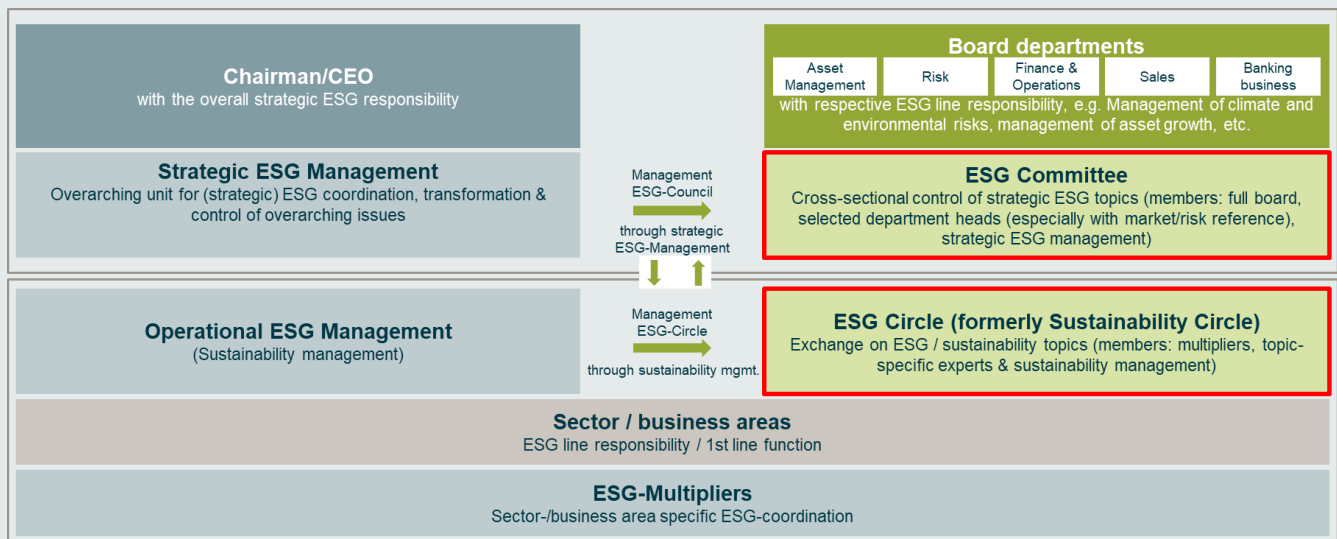 Chairman/CEO
with the overall strategic ESG responsibility
Board departments
Asset
Management
Risk
Finance &
Operations
Sales
Banking
business
with respective ESG line responsibility, e.g. Management of climate and
environmental risks, management of asset growth, etc.
Strategic ESG Management
Overarching unit for (strategic) ESG coordination, transformation &
control of overarching issues
Management
ESG-Council
through strategic
ESG-Management
ESG Committee
Cross-sectional control of strategic ESG topics (members: full board,
selected department heads (especially with market/risk reference),
strategic ESG management)
Operational ESG Management
(Sustainability management)
Management
ESG-Circle
through sustainability mgmt.
ESG Circle (formerly Sustainability Circle)
Exchange on ESG / sustainability topics (members: multipliers, topic-
specific experts & sustainability management)
Sector / business areas
ESG line responsibility / 1st line function
ESG-Multipliers
Sector-/business area specific ESG-coordination